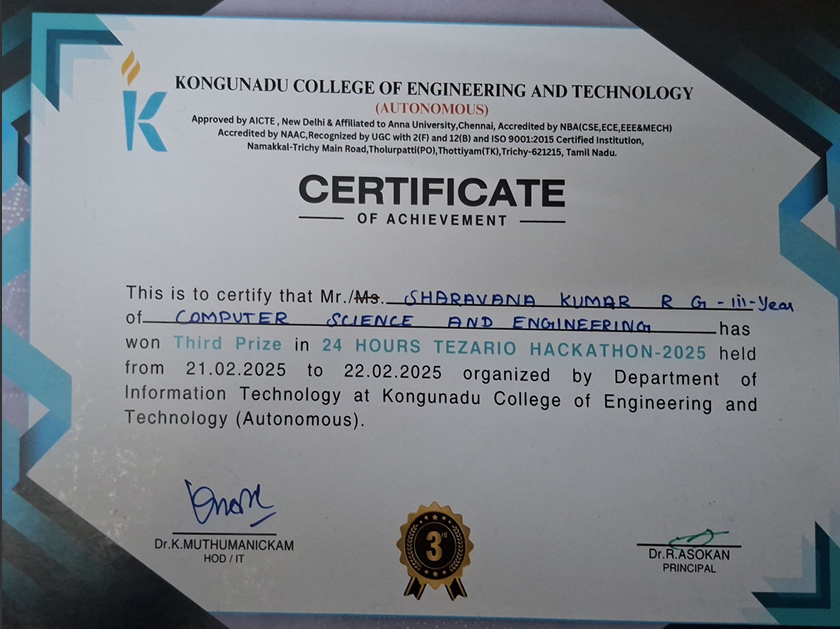 KONGUNADU COLLEGE OF ENGINEERING AND TECHNOLOGY
(AUTONOMOUS)
Approved by AICTE , New Delhi & Affiliated to Anna University,Chennai, Accredited by NBA(CSE,ECE,EEE&MECH)
Accredited by NAAC,Recognized by UGC with 2(F) and 12(B) and ISO 9001:2015 Certified Institution,
Namakkal-Trichy Main Road,Tholurpatti(PO),Thottiyam(TK),Trichy-621215, Tamil Nadu.
CERTIFICATE
OF ACHIEVEMENT
This is to certify that Mr./Ms. SHARAVANA KUMAR R G - iii - Year
of COMPUTER SCIENCE AND ENGINEERING has
won Third Prize in 24 HOURS TEZARIO HACKATHON-2025 held
from 21.02.2025 to 22.02.2025 organized by Department of
Information Technology at Kongunadu College of Engineering and
Technology (Autonomous).
Dr.K.MUTHUMANICKAM
HOD / IT
3rd
Dr.R.ASOKAN
PRINCIPAL